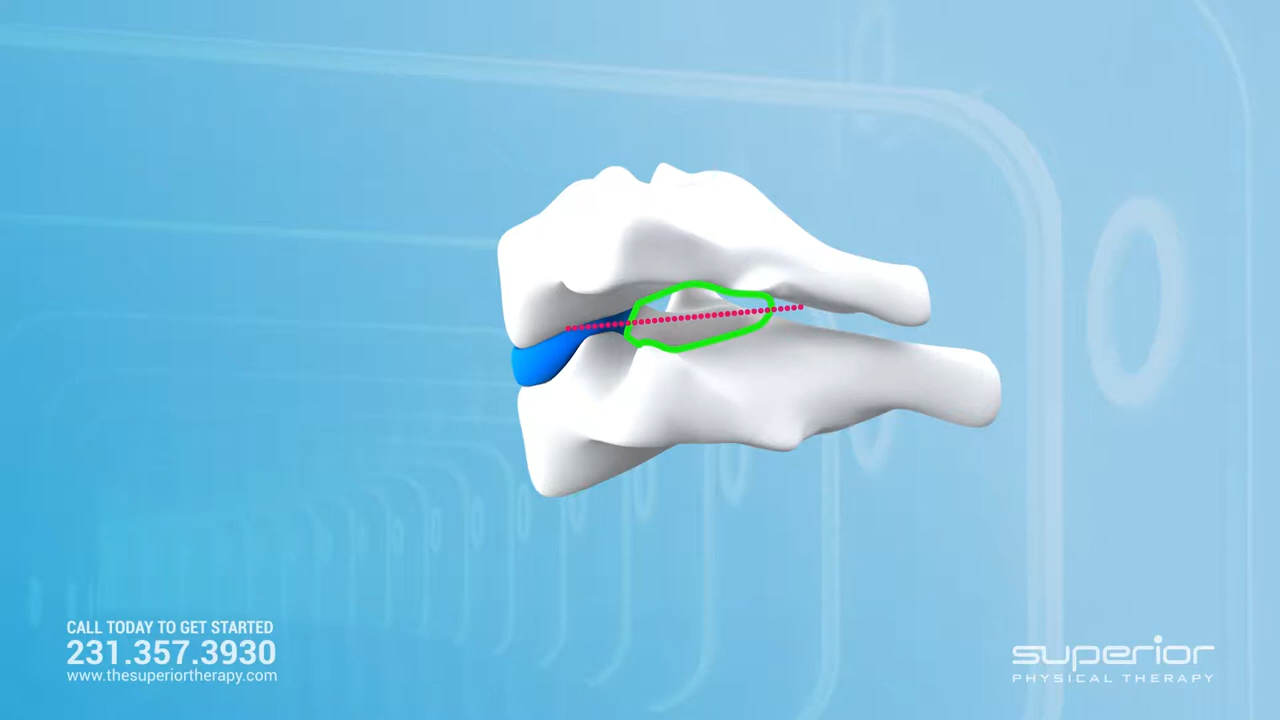 CALL TODAY TO GET STARTED
231.357.3930
www.thesuperiortherapy.com
superior
PHYSICAL THERAPY